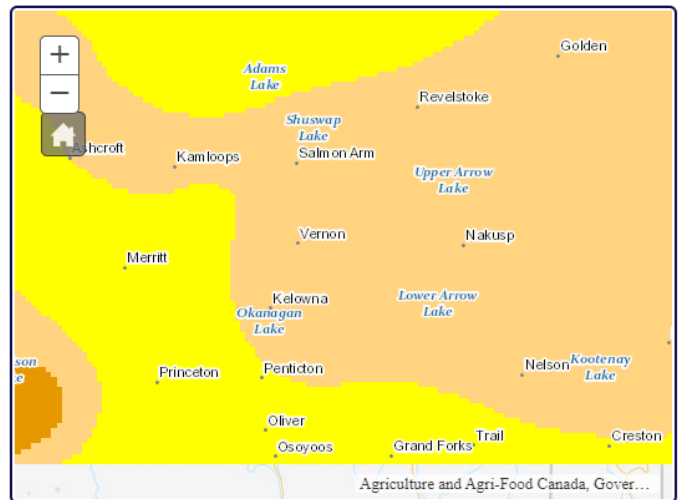 +
Golden
Adams
Lake
−
Revelstoke
Shuswap
Lake
Ashcroft
Kamloops
Salmon Arm
Upper Arrow
Lake
Vernon
Nakusp
Merritt
Kelowna
Lower Arrow
Lake
Okanagan
Lake
son
Princeton
Penticton
Nelson
Kootenay
Lake
Oliver
Trail
Creston
Osoyoos
Grand Forks
Agriculture and Agri-Food Canada, Gover…